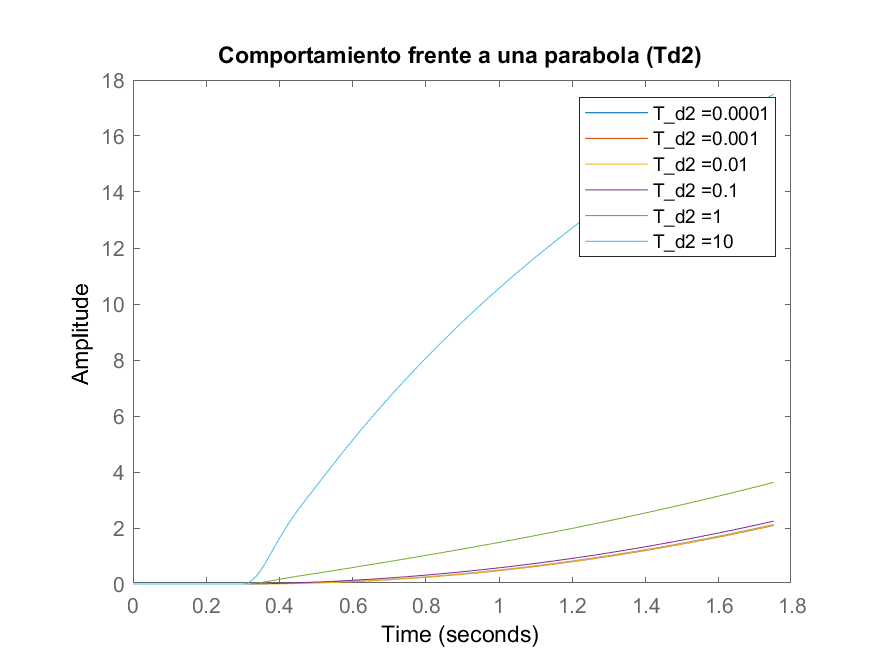 Comportamiento frente a una parabola (Td2)
18
16
14
12
10
8
6
4
2
0
Amplitude
T_d2 =0.0001
T_d2 =0.001
T_d2 =0.01
T_d2 =0.1
T_d2 =1
T_d2 =10
0 0.2 0.4 0.6 0.8 1 1.2 1.4 1.6 1.8
Time (seconds)